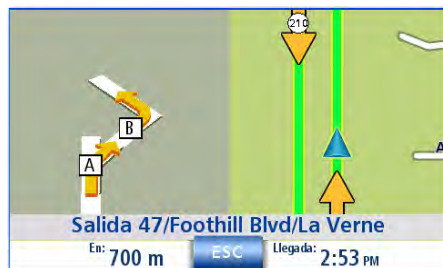 210
B
A
A
Salida 47/Foothill Blvd/La Verne
En: 700 m
ESC
Llegada: 2:53 PM